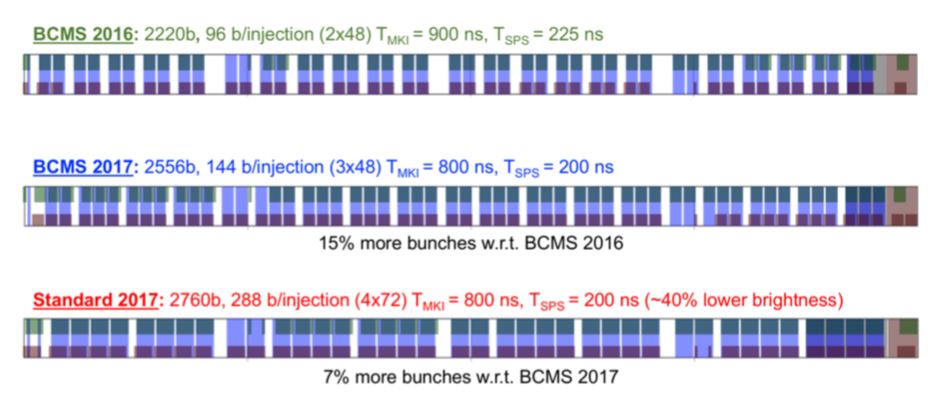 BCMS 2016: 2220b, 96 b/injection (2x48) TMKI = 900 ns, TSPS = 225 ns
BCMS 2017: 2556b, 144 b/injection (3x48) TMKI = 800 ns, TSPS = 200 ns
15% more bunches w.r.t. BCMS 2016
Standard 2017: 2760b, 288 b/injection (4x72) TMKI = 800 ns, TSPS = 200 ns (~40% lower brightness)
7% more bunches w.r.t. BCMS 2017